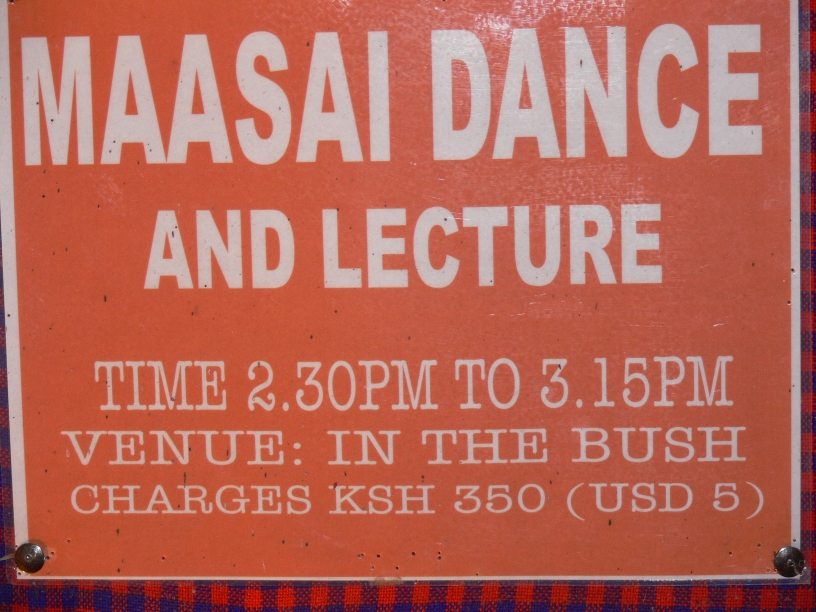 MAASAI DANCE
AND LECTURE
TIME 2.30PM TO 3.15PM
VENUE: IN THE BUSH
CHARGES KSH 350 (USD 5)